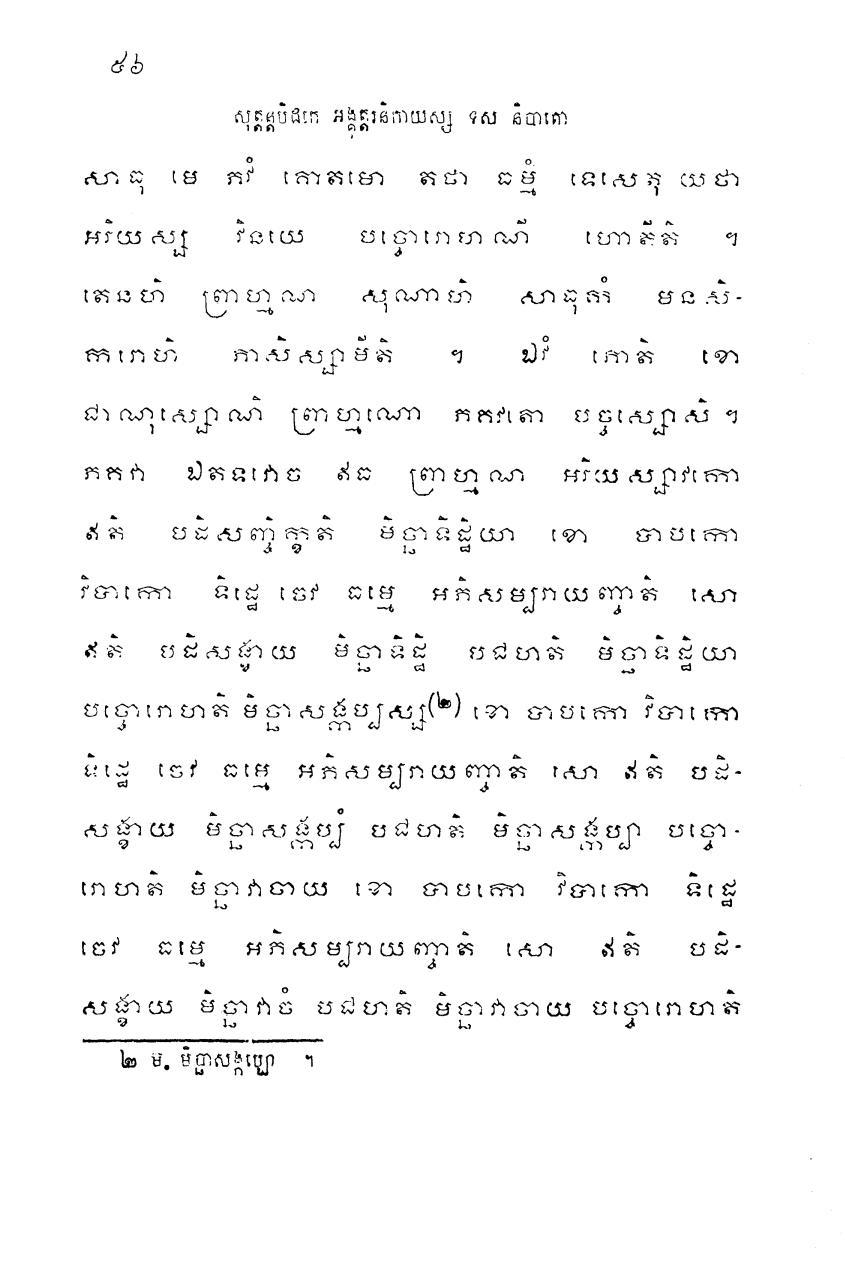 ៥៦
សុត្តន្តបិដកេ អង្គុត្តរនិកាយស្ស ទស និបាតោ
សាធុ មេ ភវំ គោតមោ តថា ធម្មំ ទេសេតុ យថា
អរិយស្ស វិនយេ បច្ចោរោហណី ហោតីតិ ។
តេនហិ ព្រាហ្មណ សុណាហិ សាធុកំ មនសិ-
ករោហិ ភាសិស្សាមីតិ ។ ឯវំ ភោតិ ខោ
ជាណុស្សោណិ ព្រាហ្មណោ ភគវតោ បច្ចស្សោសិ ។
ភគវា ឯតទវោច ឥធ ព្រាហ្មណ អរិយស្សាវកោ
ឥតិ បដិសញ្ចិក្ខតិ មិច្ឆាទិដ្ឋិយា ខោ បាបកោ
វិបាកោ ទិដ្ឋេ ចេវ ធម្មេ អភិសម្បរាយញ្ចាតិ សោ
ឥតិ បដិសង្ខាយ មិច្ឆាទិដ្ឋិំ បជហតិ មិច្ឆាទិដ្ឋិយា
បច្ចោរោហតិ មិច្ឆាសង្កប្បស្ស(២) ខោ បាបកោ វិបាកោ
ទិដ្ឋេ ចេវ ធម្មេ អភិសម្បរាយញ្ចាតិ សោ ឥតិ បដិ-
សង្ខាយ មិច្ឆាសង្កប្បំ បជហតិ មិច្ឆាសង្កប្បា បច្ចោ-
រោហតិ មិច្ឆាវាចាយ ខោ បាបកោ វិបាកោ ទិដ្ឋេ
ចេវ ធម្មេ អភិសម្បរាយញ្ចាតិ សោ ឥតិ បដិ-
សង្ខាយ មិច្ឆាវាចំ បជហតិ មិច្ឆាវាចាយ បច្ចោរោហតិ
២ ម. មិច្ឆាសង្កប្បោ ។